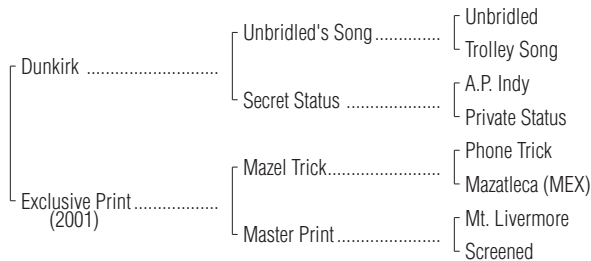 Unbridled
Unbridled's Song..............
Trolley Song
Dunkirk ............................
A.P. Indy
Secret Status ....................
Private Status
Phone Trick
Mazel Trick........................
Mazatleca (MEX)
Exclusive Print..................
(2001)
Mt. Livermore
Master Print......................
Screened